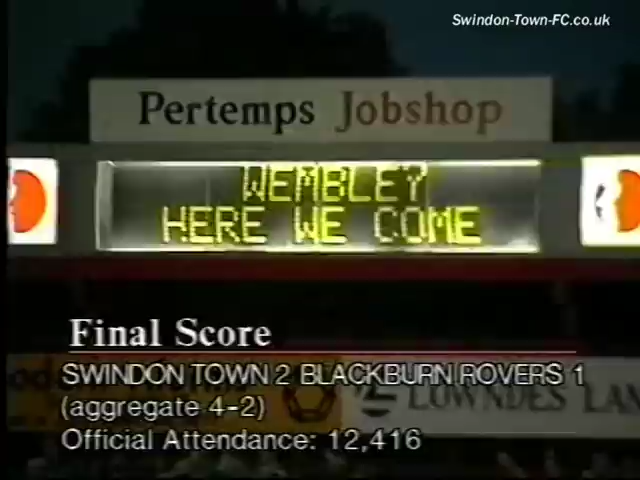 Swindon-Town-FC.co.uk
Pertemps Jobshop
WEMBLEY
HERE WE COME
Final Score
SWINDON TOWN 2 BLACKBURN ROVERS 1
(aggregate 4-2)
LOWNDES
Official Attendance: 12,416